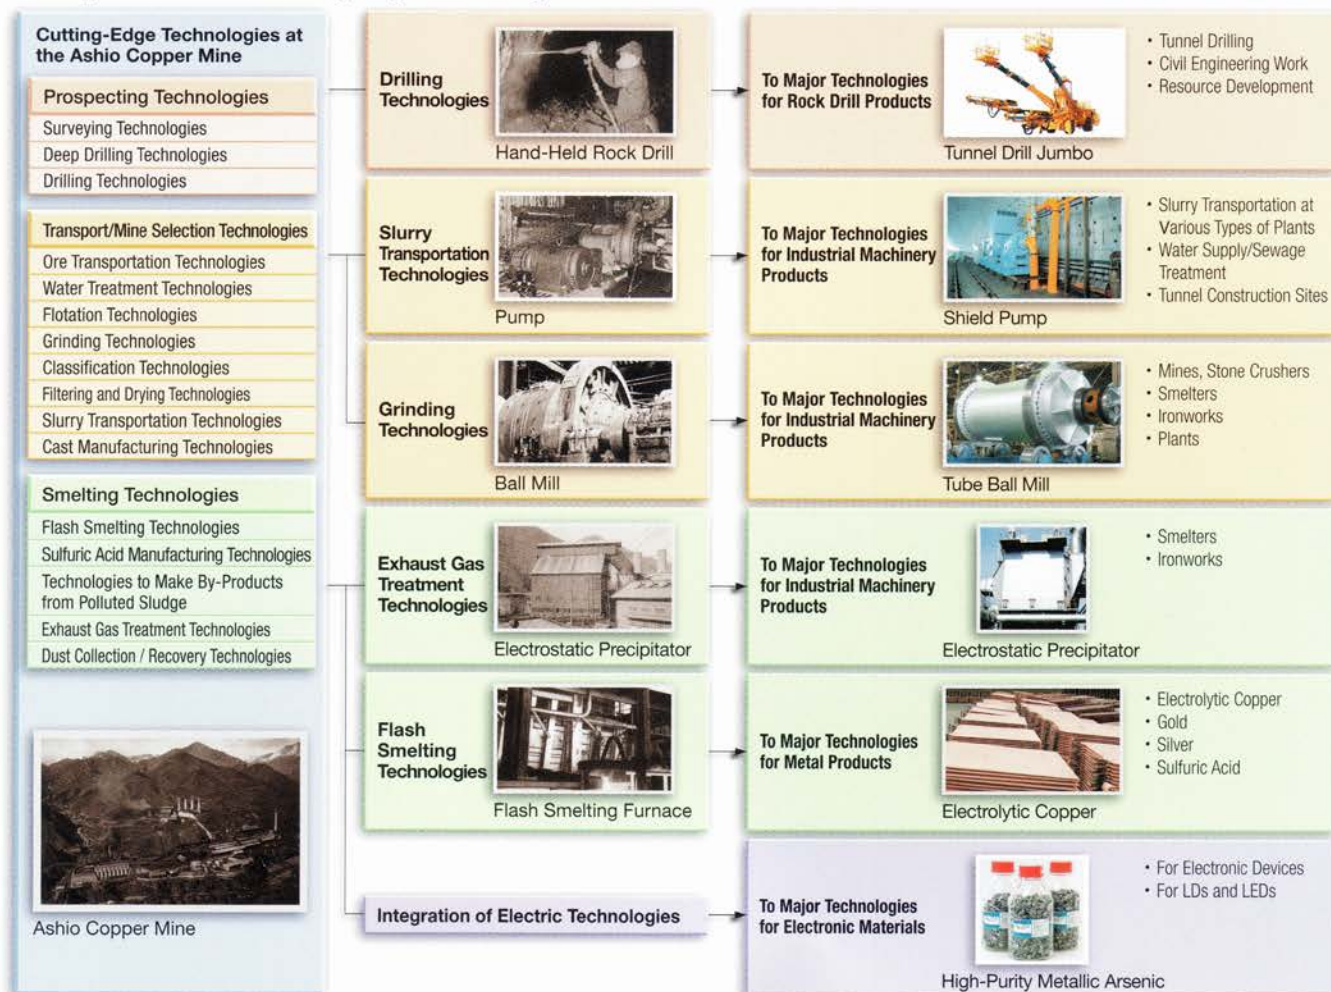 Cutting-Edge Technologies at
the Ashio Copper Mine
Prospecting Technologies
Surveying Technologies
Deep Drilling Technologies
Drilling Technologies
Transport/Mine Selection Technologies
Ore Transportation Technologies
Water Treatment Technologies
Flotation Technologies
Grinding Technologies
Classification Technologies
Filtering and Drying Technologies
Slurry Transportation Technologies
Cast Manufacturing Technologies
Smelting Technologies
Flash Smelting Technologies
Sulfuric Acid Manufacturing Technologies
Technologies to Make By-Products
from Polluted Sludge
Exhaust Gas Treatment Technologies
Dust Collection / Recovery Technologies
Ashio Copper Mine
Drilling
Technologies
Hand-Held Rock Drill
To Major Technologies
for Rock Drill Products
Tunnel Drill Jumbo
• Tunnel Drilling
• Civil Engineering Work
• Resource Development
Slurry
Transportation
Technologies
Pump
To Major Technologies
for Industrial Machinery
Products
Shield Pump
• Slurry Transportation at
Various Types of Plants
• Water Supply/Sewage
Treatment
• Tunnel Construction Sites
Grinding
Technologies
Ball Mill
To Major Technologies
for Industrial Machinery
Products
Tube Ball Mill
• Mines, Stone Crushers
• Smelters
• Ironworks
• Plants
Exhaust Gas
Treatment
Technologies
Electrostatic Precipitator
To Major Technologies
for Industrial Machinery
Products
Electrostatic Precipitator
• Smelters
• Ironworks
Flash
Smelting
Technologies
Flash Smelting Furnace
To Major Technologies
for Metal Products
Electrolytic Copper
• Electrolytic Copper
• Gold
• Silver
• Sulfuric Acid
Integration of Electric Technologies
To Major Technologies
for Electronic Materials
High-Purity Metallic Arsenic
• For Electronic Devices
• For LDs and LEDs